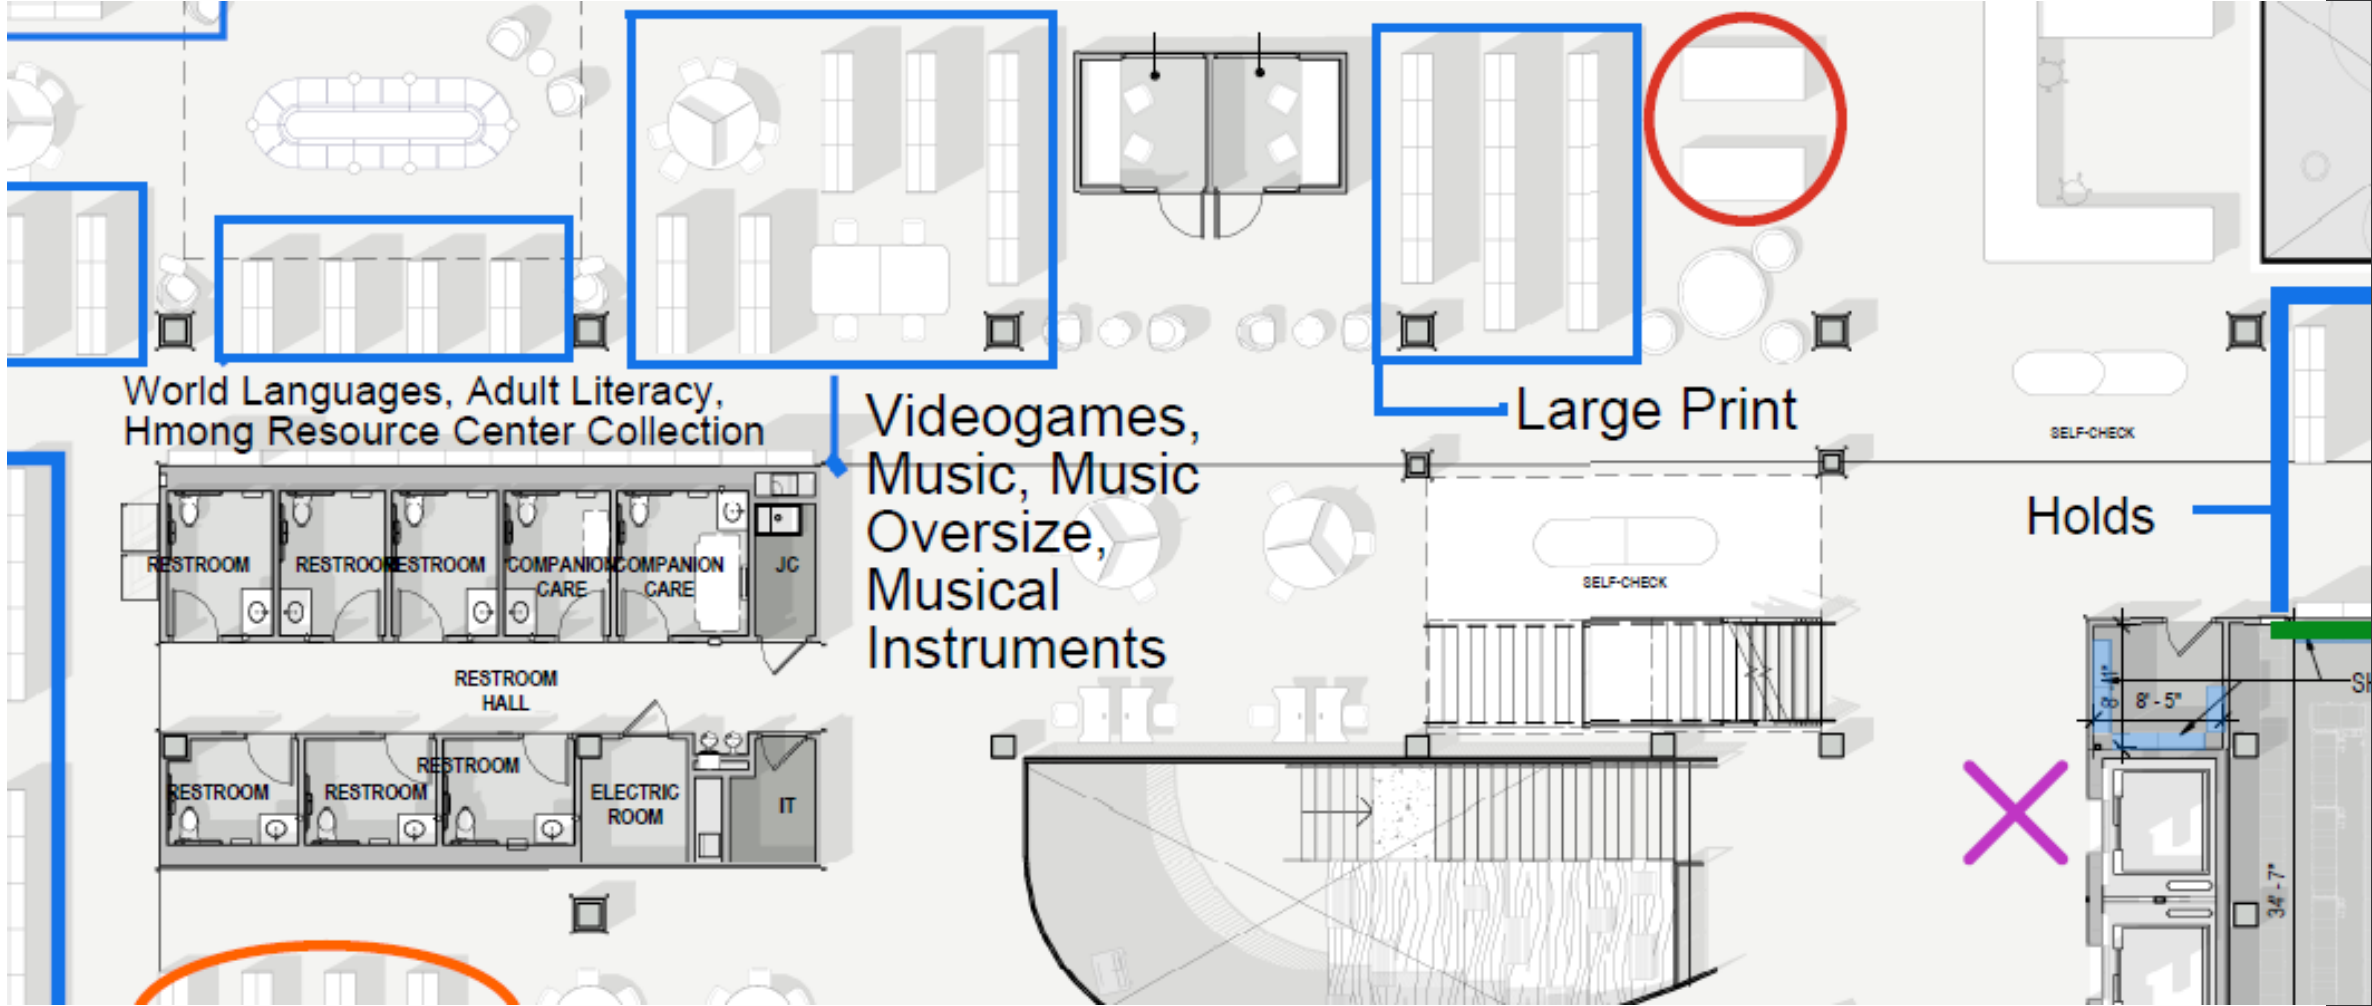 World Languages, Adult Literacy,
Hmong Resource Center Collection
Videogames,
Music, Music
Oversize,
Musical
Instruments
Large Print
SELF-CHECK
Holds
SELF-CHECK
RESTROOM
RESTROOM
RESTROOM
COMPANION
CARE
COMPANION
CARE
JC
RESTROOM
HALL
RESTROOM
RESTROOM
RESTROOM
ELECTRIC
ROOM
IT
8' - 5"
34' - 7"